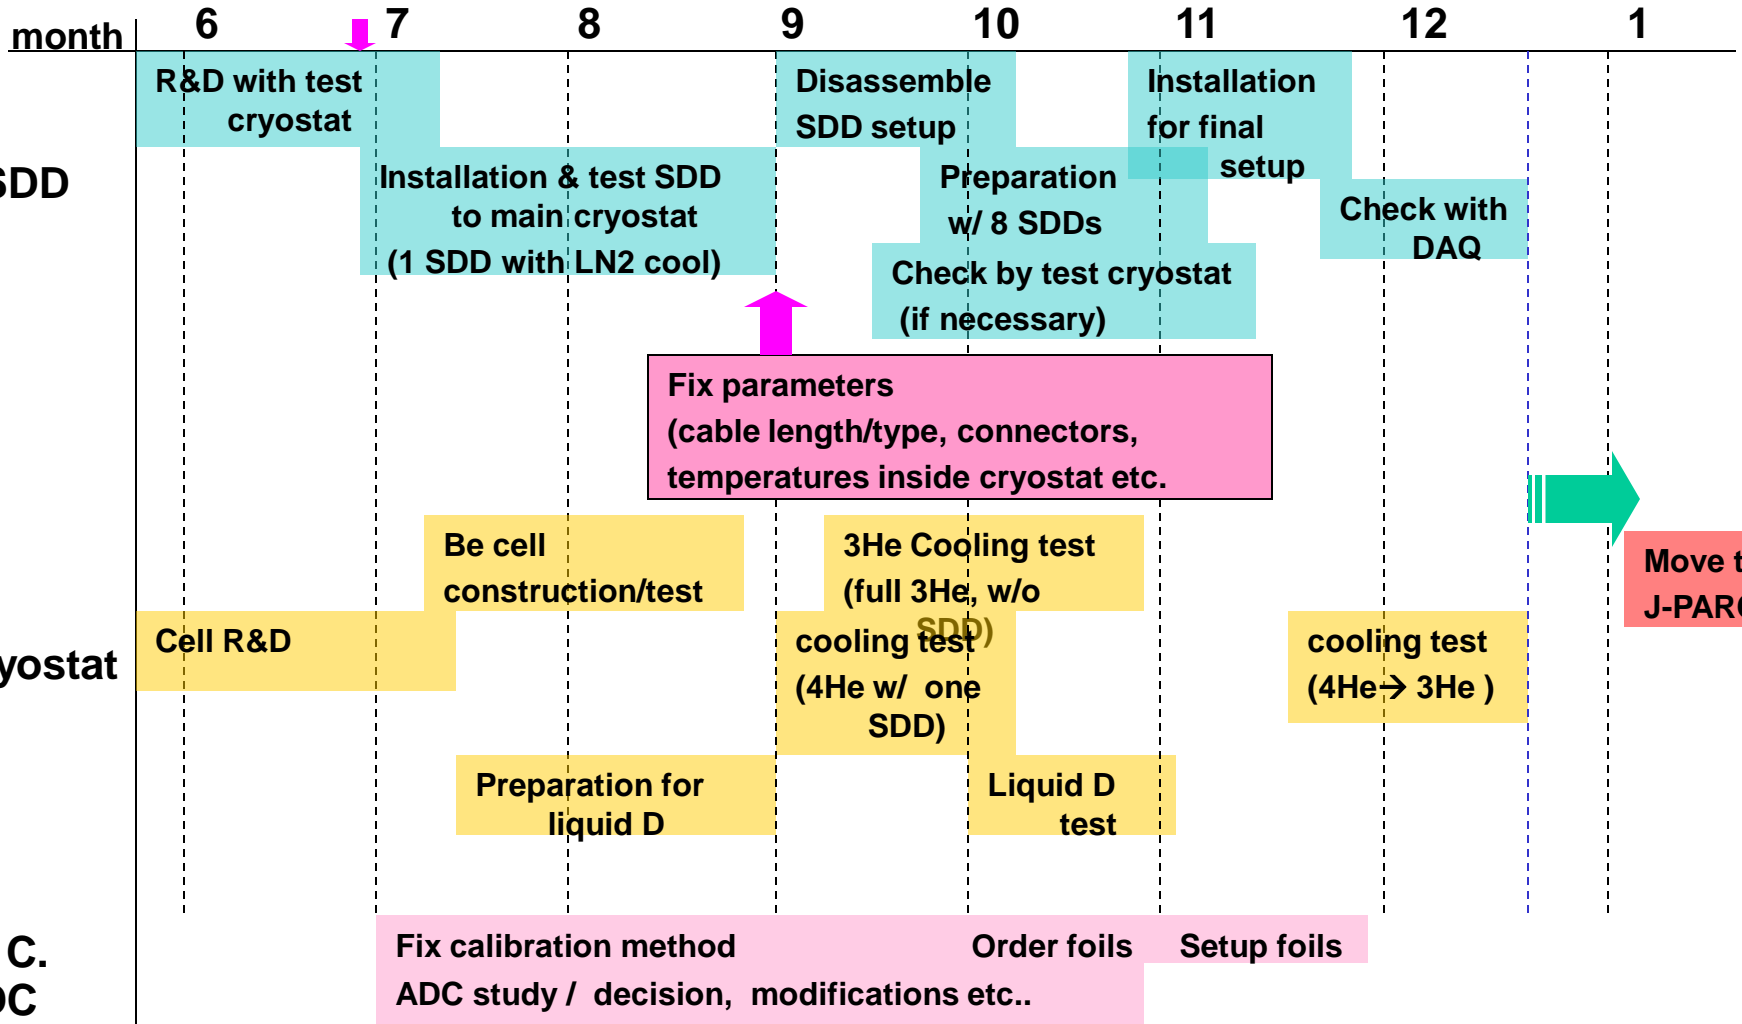 month 6 7 8 9 10 11 12 1
R&D with test
cryostat
Disassemble
SDD setup
Installation
for final
setup
SDD
Installation & test SDD
to main cryostat
(1 SDD with LN2 cool)
Preparation
w/ 8 SDDs
Check with
DAQ
Check by test cryostat
(if necessary)
Fix parameters
(cable length/type, connectors,
temperatures inside cryostat etc.
Be cell
construction/test
3He Cooling test
(full 3He, w/o
SDD)
Move t
J-PARC
yostat
Cell R&D
cooling test
(4He w/ one
SDD)
cooling test
(4He→ 3He )
Preparation for
liquid D
Liquid D
test
C.
DC
Fix calibration method Order foils Setup foils
ADC study / decision, modifications etc..